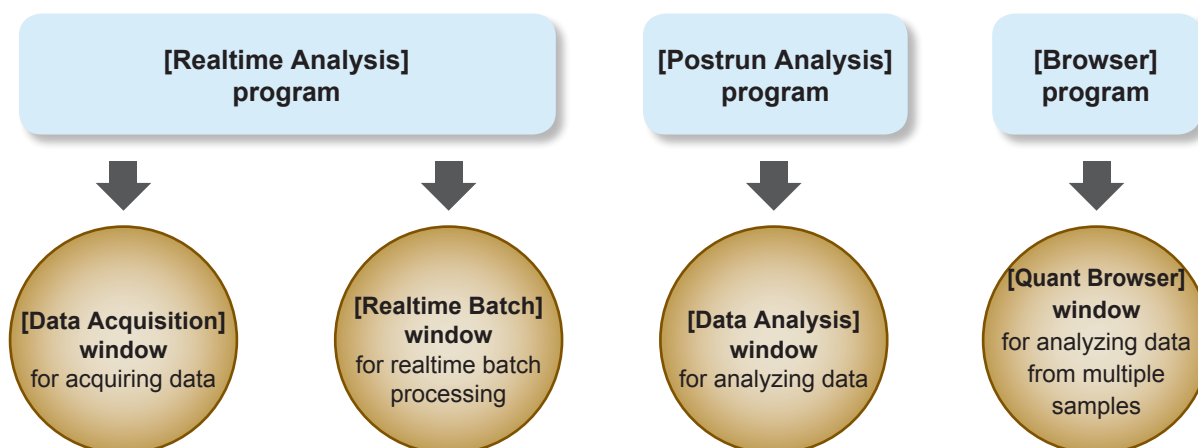 [Realtime Analysis]
program
[Postrun Analysis]
program
[Browser]
program
[Data Acquisition]
window
for acquiring data
[Realtime Batch]
window
for realtime batch
processing
[Data Analysis]
window
for analyzing data
[Quant Browser]
window
for analyzing data
from multiple
samples